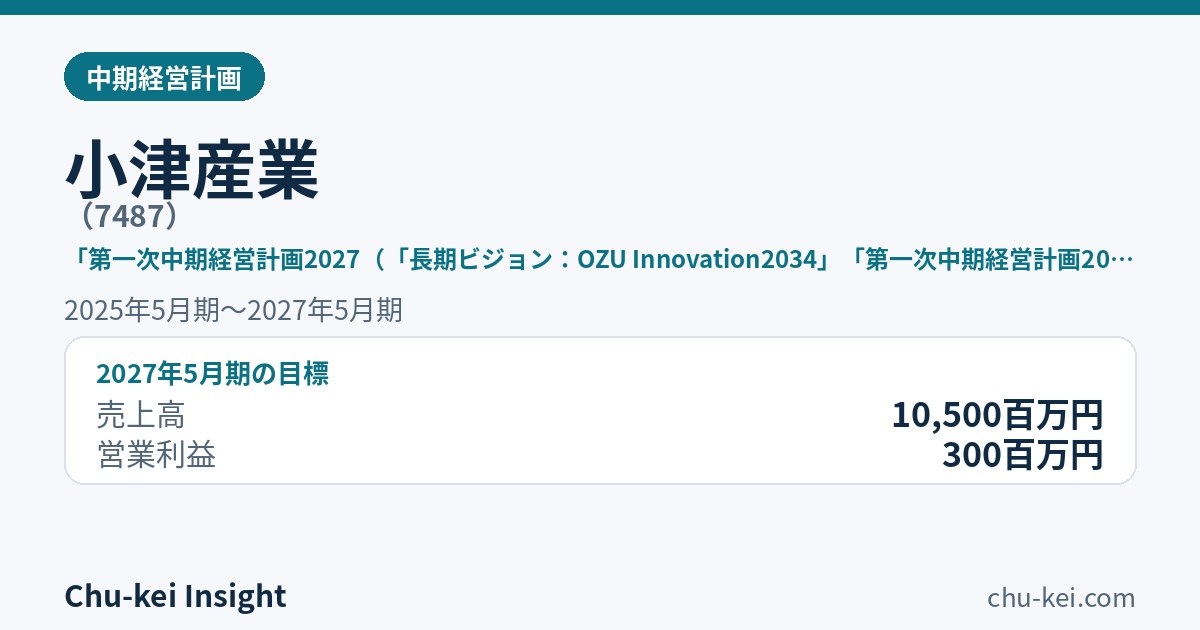 中期経営計画
小津産業
（7487）
「第一次中期経営計画2027（「長期ビジョン：OZU Innovation2034」「第一次中期経営計画20…
2025年5月期～2027年5月期
2027年5月期の目標
売上高 10,500百万円
営業利益 300百万円
Chu-kei Insight chu-kei.com